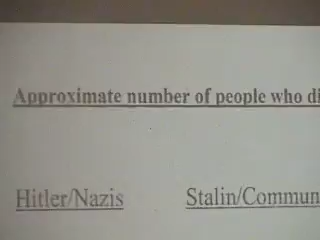 Approximate number of people who di
Hitler/Nazis Stalin/Commun